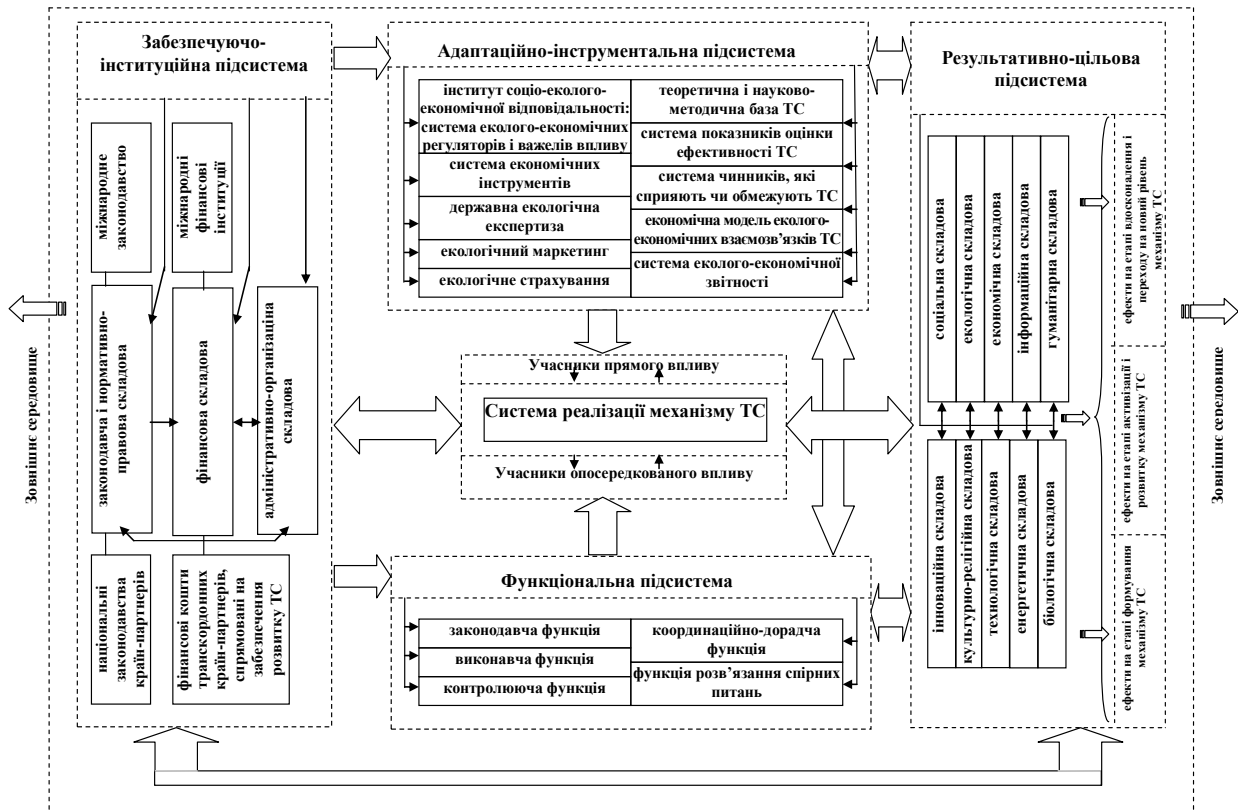 Забезпечуючо-
інституційна підсистема
міжнародне
законодавство
міжнародні
фінансові
інституції
законодавча і нормативно-
правова складова
фінансова складова
адміністративно-організаціна
складова
національні
законодавства
країн-партнерів
фінансові кошти
транскордонних
країн-партнерів,
спрямовані на
забезпечення
розвитку ТС
Зовнішнє середовище
Адаптаційно-інструментальна підсистема
інститут соціо-еколого-
економічної відповідальності:
система еколого-економічних
регуляторів і важелів впливу
система економічних
інструментів
державна екологічна
експертиза
екологічний маркетинг
екологічне страхування
теоретична і науково-
методична база ТС
система показників оцінки
ефективності ТС
система чинників, які
сприяють чи обмежують ТС
економічна модель еколого-
економічних взаємозв’язків ТС
система еколого-економічної
звітності
Учасники прямого впливу
Система реалізації механізму ТС
Учасники опосередкованого впливу
Функціональна підсистема
законодавча функція
виконавча функція
контролююча функція
координаційно-дорадча
функція
функція розв’язання спірних
питань
Результативно-цільова
підсистема
соціальна складова
екологічна складова
економічна складова
інформаційна складова
гуманітарна складова
інноваційна складова
культурно-релігійна складова
технологічна складова
енергетична складова
біологічна складова
ефекти на етапі вдосконалення і
переходу на новий рівень
механізму ТС
ефекти на етапі активізації і
розвитку механізму ТС
ефекти на етапі формування
механізму ТС
Зовнішнє середовище